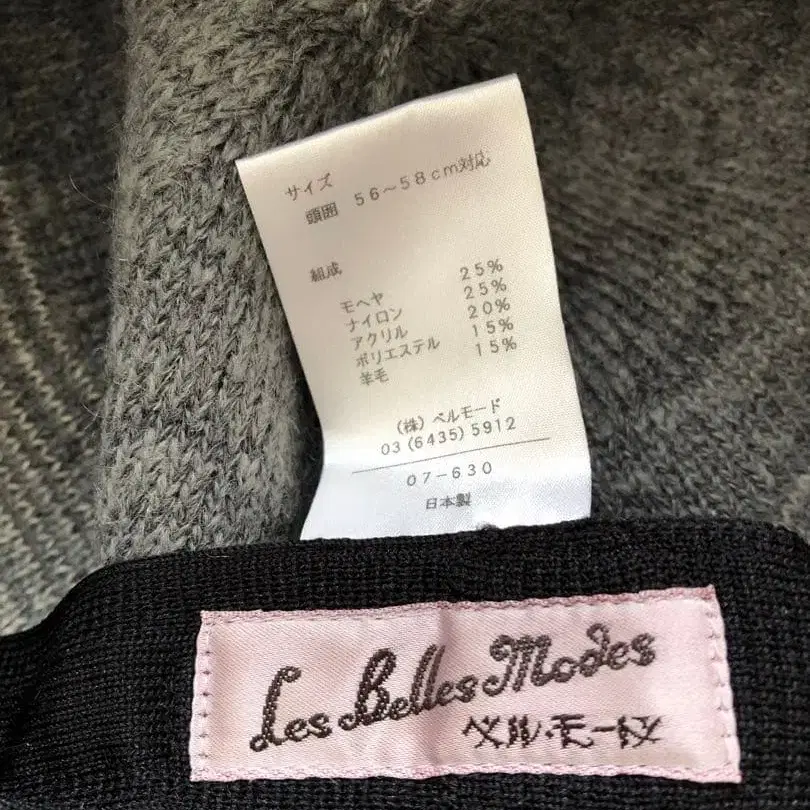 サイズ
頭囲 56〜58cm対応
組成
モヘヤ 25%
ナイロン 25%
アクリル 20%
ポリエステル 15%
羊毛 15%
(株)ベルモード
03(6435)5912
07-630
日本製
Les Belles Modes
ベル・モード